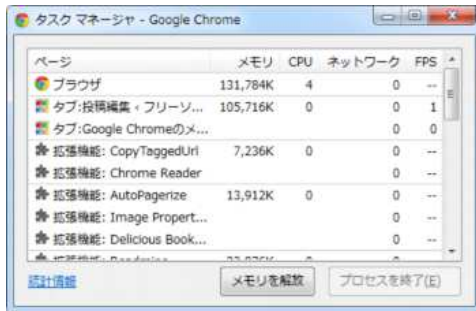 タスク マネージャ - Google Chrome
ページ メモリ CPU ネットワーク FPS
ブラウザ 131,784K 4 0 --
タブ:投稿編集 ‹ フリーソ... 105,716K 0 0 1
タブ:Google Chromeのメ... 0 0
拡張機能: CopyTaggedUrl 7,236K 0 0 --
拡張機能: Chrome Reader 0 --
拡張機能: AutoPagerize 13,912K 0 0 --
拡張機能: Image Propert... 0 --
拡張機能: Delicious Book... 0 --
統計情報 メモリを解放 プロセスを終了(E)